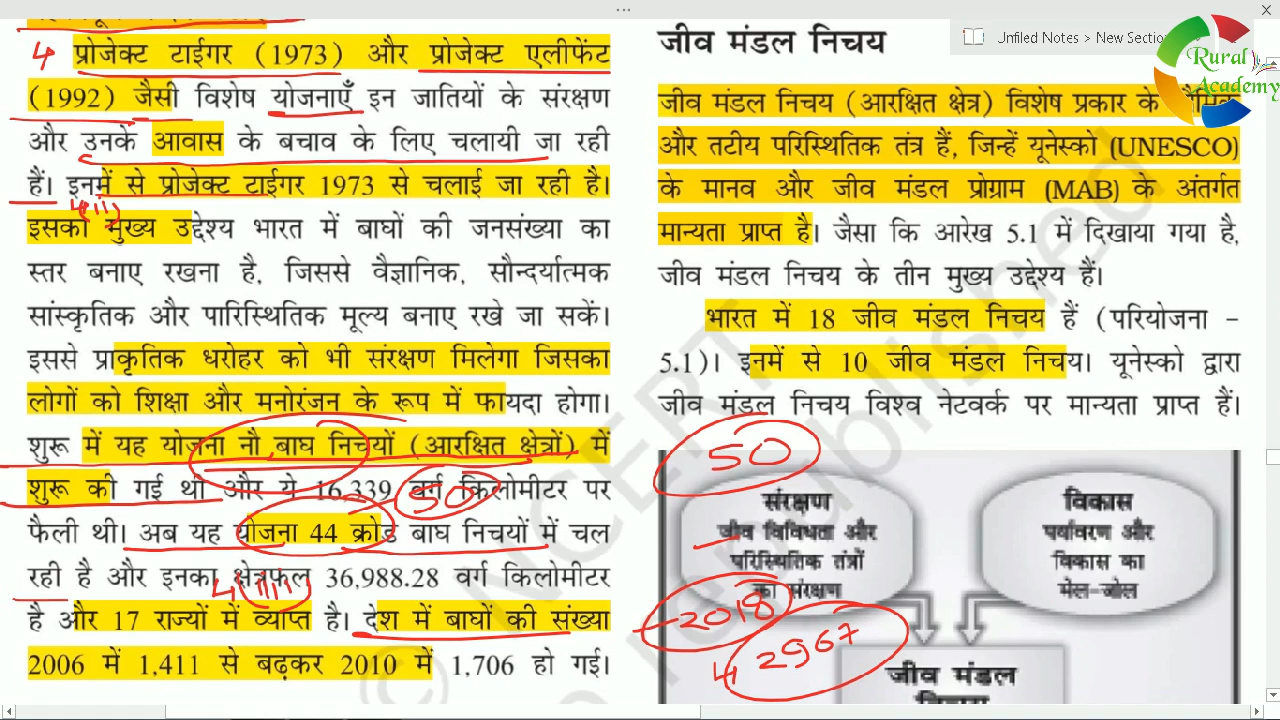 4 प्रोजेक्ट टाईगर (1973) और प्रोजेक्ट एलीफेंट
(1992) जैसी विशेष योजनाएँ इन जातियों के संरक्षण
और उनके आवास के बचाव के लिए चलायी जा रही
हैं। इनमें से प्रोजेक्ट टाईगर 1973 से चलाई जा रही है।
इसका मुख्य उद्देश्य भारत में बाघों की जनसंख्या का
स्तर बनाए रखना है, जिससे वैज्ञानिक, सौन्दर्यात्मक
सांस्कृतिक और पारिस्थितिक मूल्य बनाए रखे जा सकें।
इससे प्राकृतिक धरोहर को भी संरक्षण मिलेगा जिसका
लोगों को शिक्षा और मनोरंजन के रूप में फायदा होगा।
शुरू में यह योजना नौ बाघ निचयों (आरक्षित क्षेत्रों) में
शुरू की गई थी और ये 16,339 वर्ग किलोमीटर पर
50
फैली थी। अब यह योजना 44 क्रोड बाघ निचयों में चल
रही है और इनका क्षेत्रफल 36,988.28 वर्ग किलोमीटर
है और 17 राज्यों में व्याप्त है। देश में बाघों की संख्या
2006 में 1,411 से बढ़कर 2010 में 1,706 हो गई।
जीव मंडल निचय
जीव मंडल निचय (आरक्षित क्षेत्र) विशेष प्रकार के
और तटीय परिस्थितिक तंत्र हैं, जिन्हें यूनेस्को (UNESCO)
के मानव और जीव मंडल प्रोग्राम (MAB) के अंतर्गत
मान्यता प्राप्त है। जैसा कि आरेख 5.1 में दिखाया गया है,
जीव मंडल निचय के तीन मुख्य उद्देश्य हैं।
भारत में 18 जीव मंडल निचय हैं (परियोजना -
5.1)। इनमें से 10 जीव मंडल निचय। यूनेस्को द्वारा
जीव मंडल निचय विश्व नेटवर्क पर मान्यता प्राप्त हैं।
50
संरक्षण
जीव विविधता और
परिस्थितिक तंत्रों
का संरक्षण
विकास
पर्यावरण और
विकास का
मेल-जोल
2018
2967
जीव मंडल
Unfiled Notes > New Section
Rural
Academy
NCERT